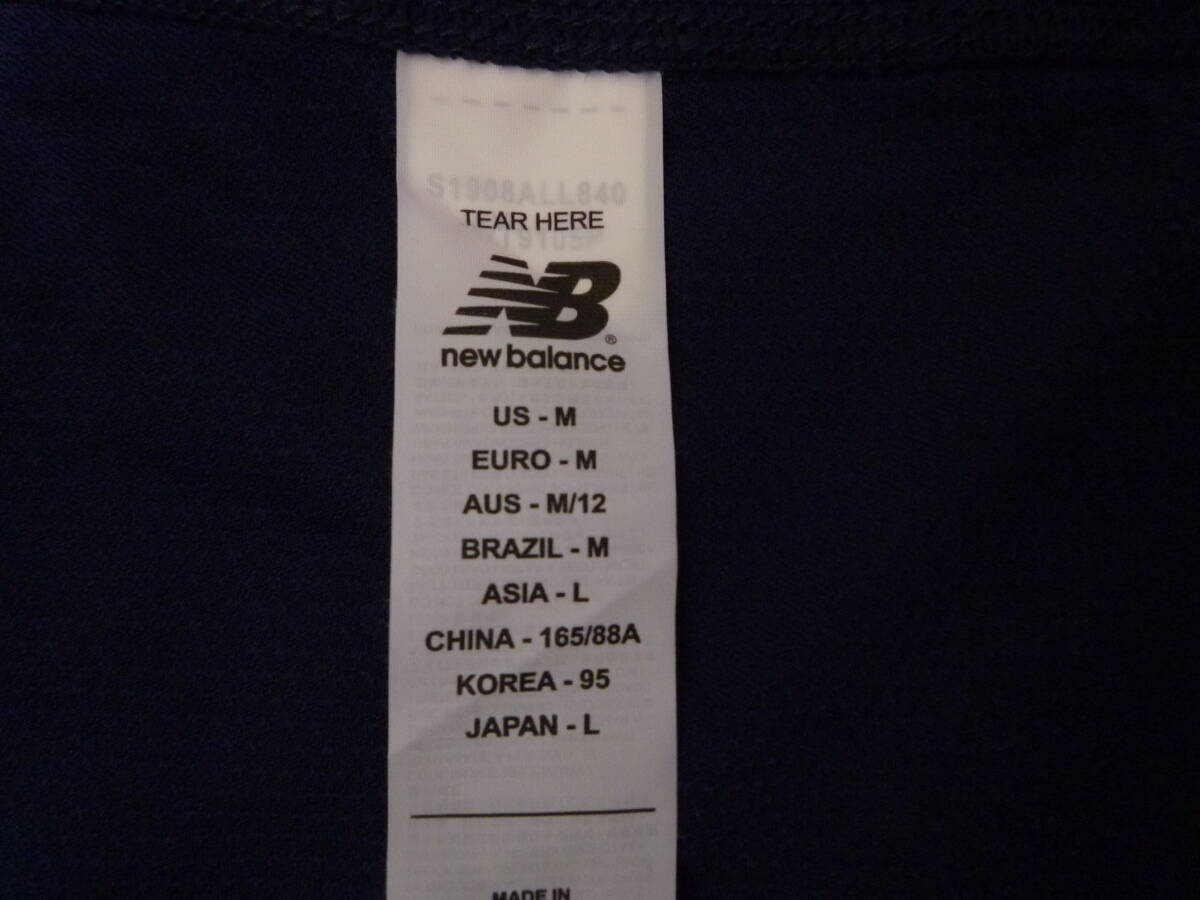 S1908ALL840
TEAR HERE
NB
new balance
US - M
EURO - M
AUS - M/12
BRAZIL - M
ASIA - L
CHINA - 165/88A
KOREA - 95
JAPAN - L
MADE IN